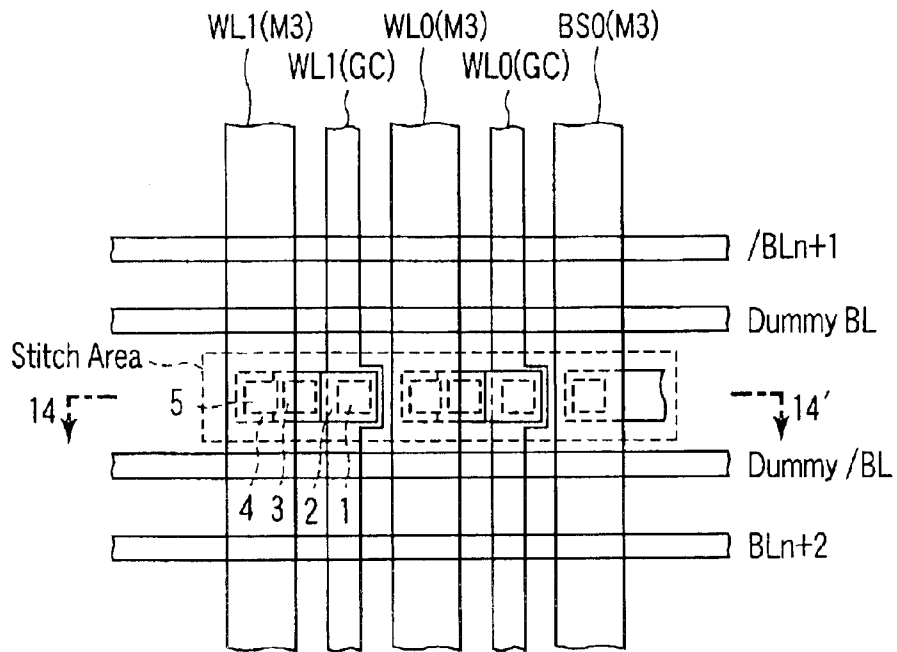 WL1(M3) WL0(M3) BS0(M3)
WL1(GC) WL0(GC)
/BLn+1
Dummy BL
Stitch Area
14 5 14′
Dummy /BL
4 3 2 1
BLn+2